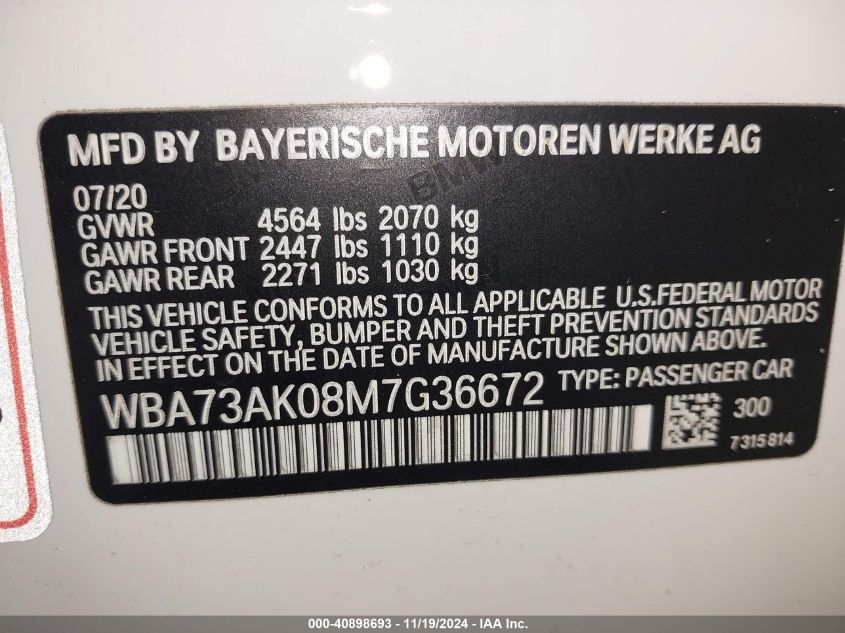 MFD BY BAYERISCHE MOTOREN WERKE AG
07/20
GVWR 4564 lbs 2070 kg
GAWR FRONT 2447 lbs 1110 kg
GAWR REAR 2271 lbs 1030 kg
THIS VEHICLE CONFORMS TO ALL APPLICABLE U.S.FEDERAL MOTOR
VEHICLE SAFETY, BUMPER AND THEFT PREVENTION STANDARDS
IN EFFECT ON THE DATE OF MANUFACTURE SHOWN ABOVE.
WBA73AK08M7G36672 TYPE: PASSENGER CAR
300
7315814
000-40898693 - 11/19/2024 - IAA Inc.